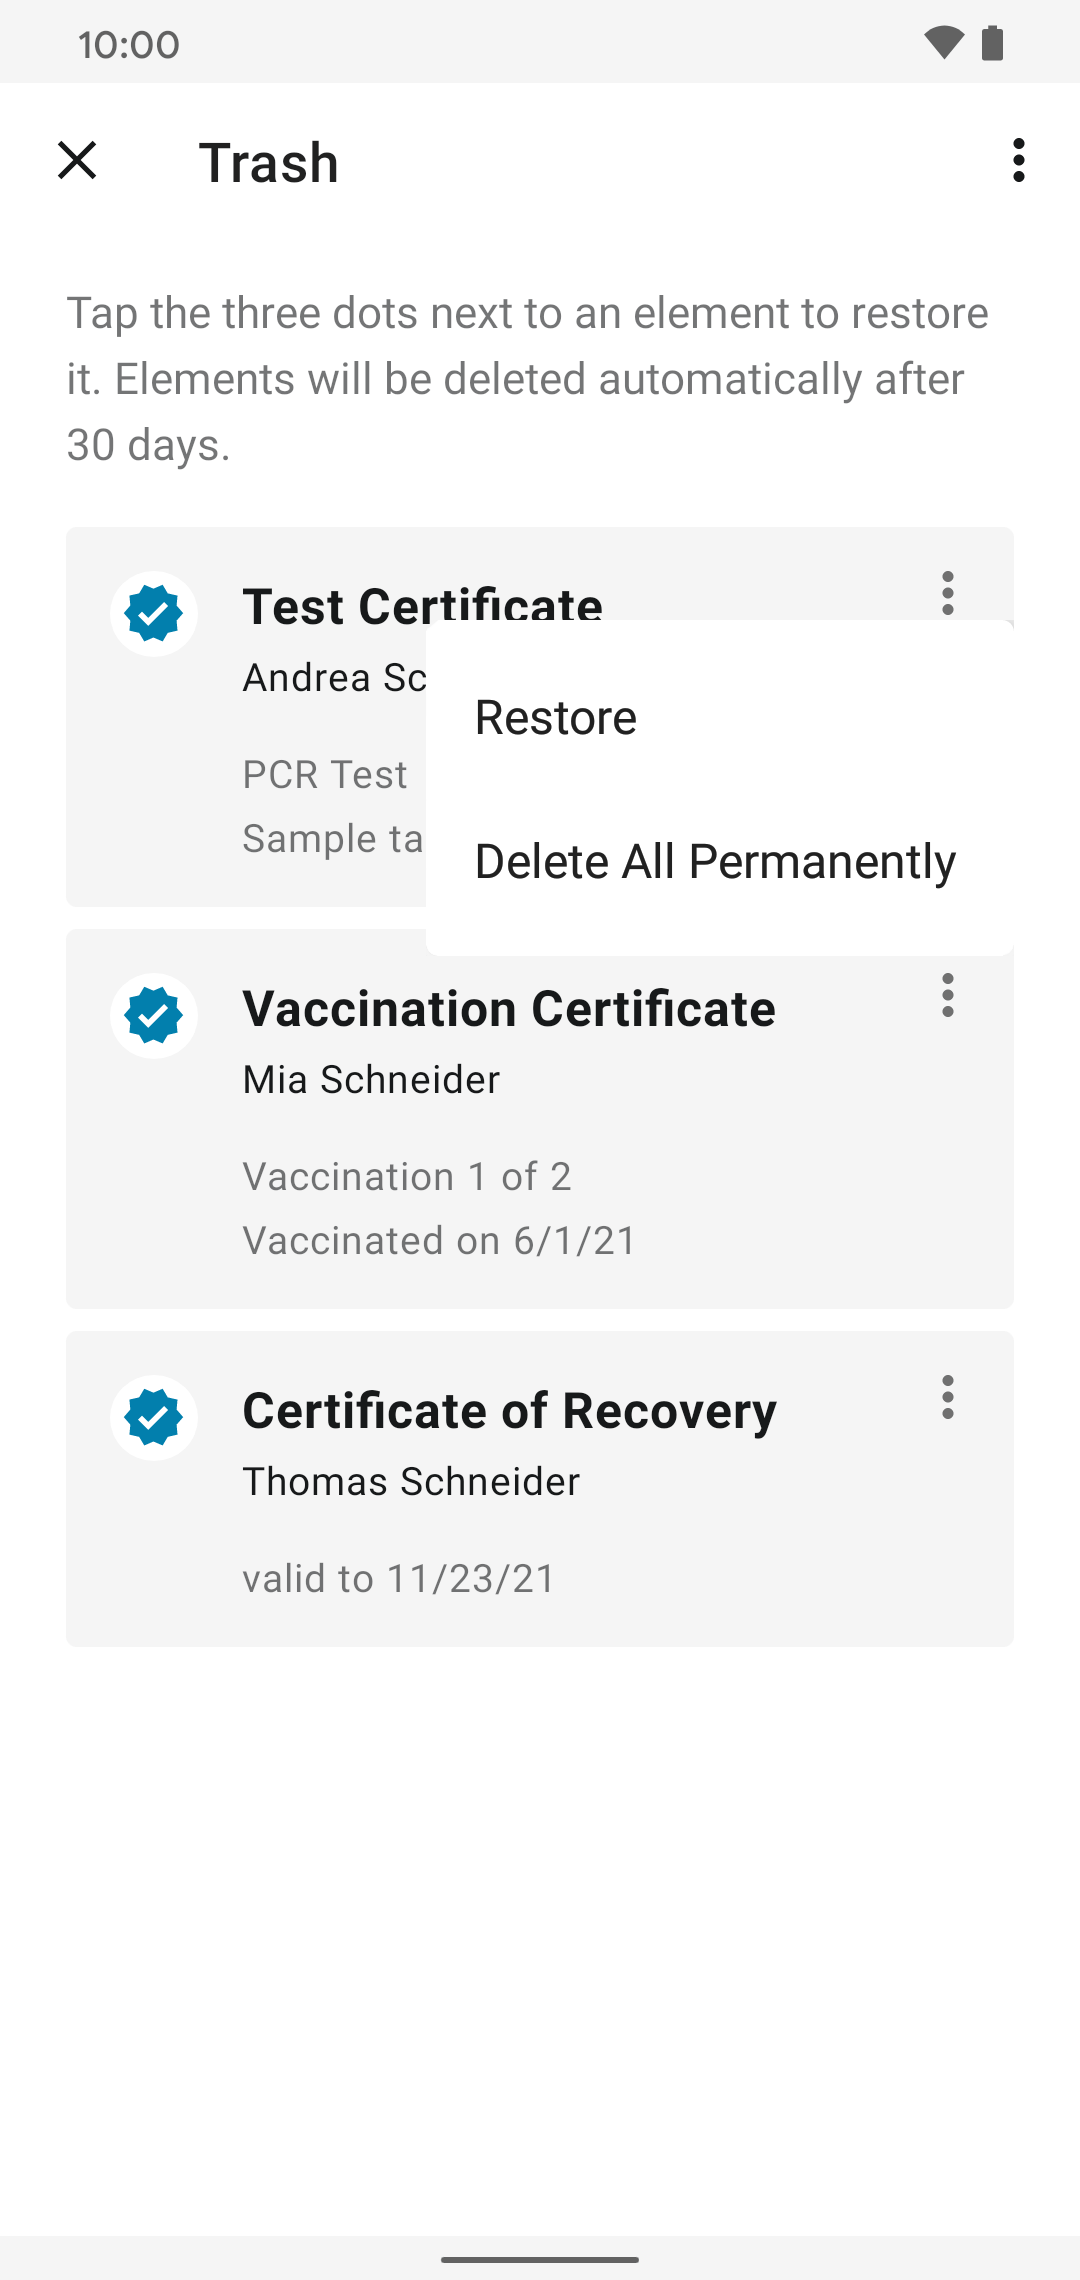 10:00
Trash
Tap the three dots next to an element to restore
it. Elements will be deleted automatically after
30 days.
Test Certificate
Andrea
PCR Test
Sample
Restore
Delete All Permanently
Vaccination Certificate
Mia Schneider
Vaccination 1 of 2
Vaccinated on 6/1/21
Certificate of Recovery
Thomas Schneider
valid to 11/23/21